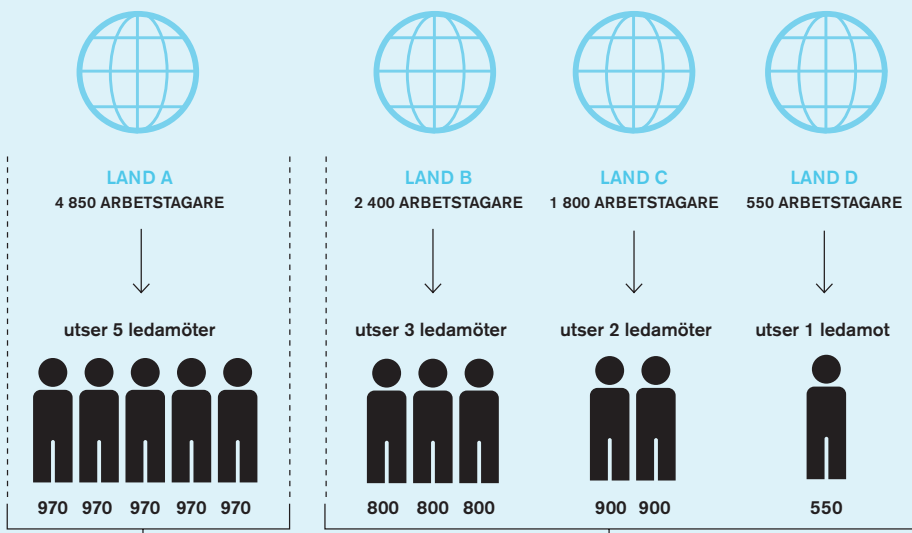 LAND A
4 850 ARBETSTAGARE
utser 5 ledamöter
970 970 970 970 970
LAND B
2 400 ARBETSTAGARE
utser 3 ledamöter
800 800 800
LAND C
1 800 ARBETSTAGARE
utser 2 ledamöter
900 900
LAND D
550 ARBETSTAGARE
utser 1 ledamot
550